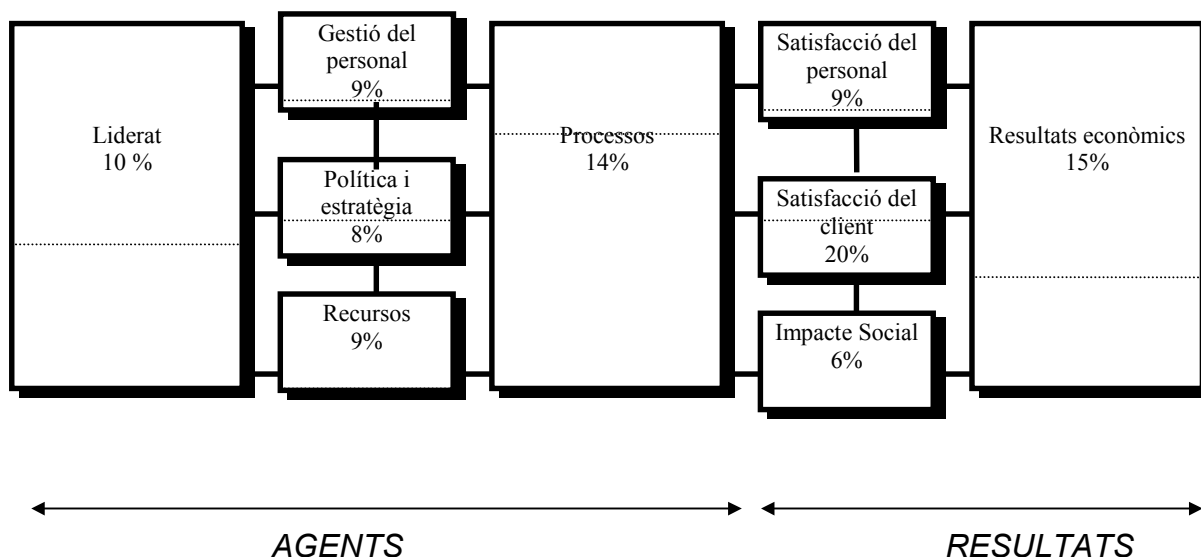 Liderat
10 %
Gestió del
personal
9%
Política i
estratègia
8%
Recursos
9%
Processos
14%
Satisfacció del
personal
9%
Satisfacció del
client
20%
Impacte Social
6%
Resultats econòmics
15%
AGENTS
RESULTATS